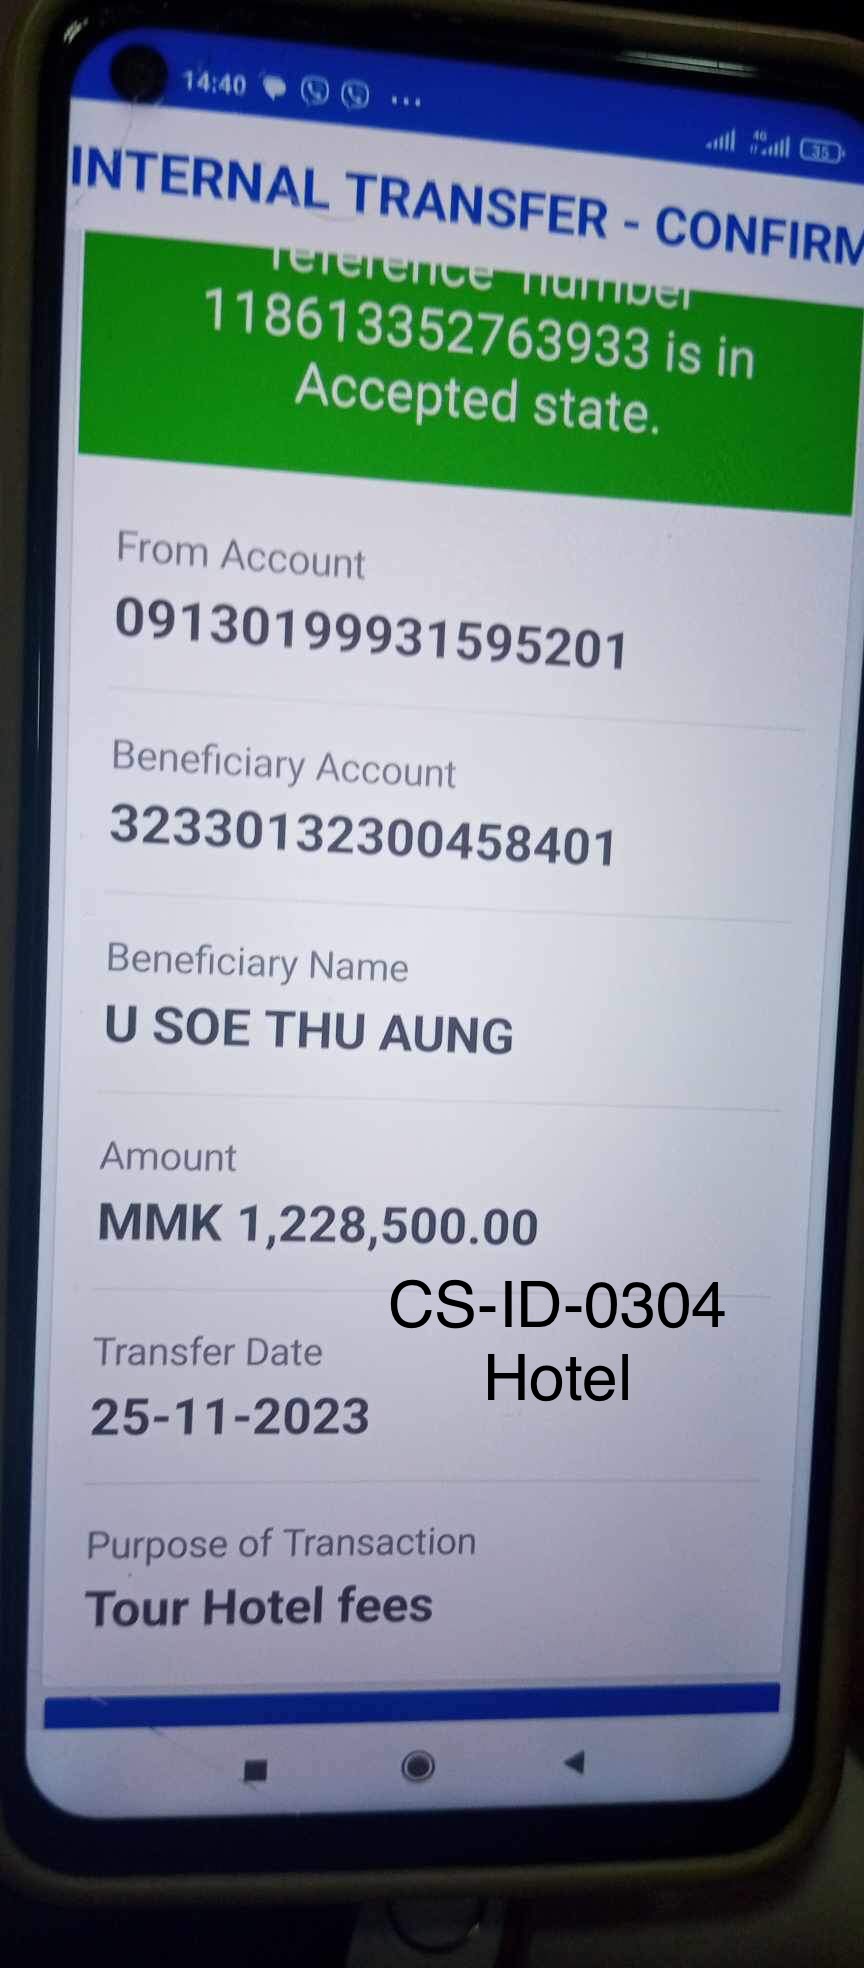 14:40
4G
35
INTERNAL TRANSFER - CONFIRM
reference number
118613352763933 is in
Accepted state.
From Account
09130199931595201
Beneficiary Account
32330132300458401
Beneficiary Name
U SOE THU AUNG
Amount
MMK 1,228,500.00
CS-ID-0304
Hotel
Transfer Date
25-11-2023
Purpose of Transaction
Tour Hotel fees